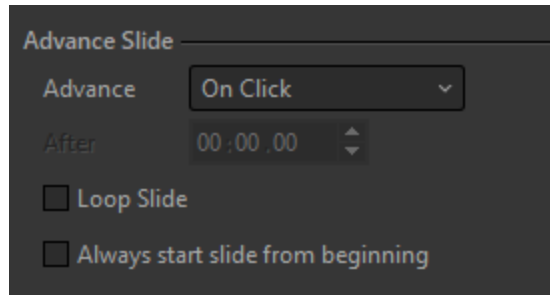 Advance Slide
Advance On Click
After 00 :00 .00
Loop Slide
Always start slide from beginning